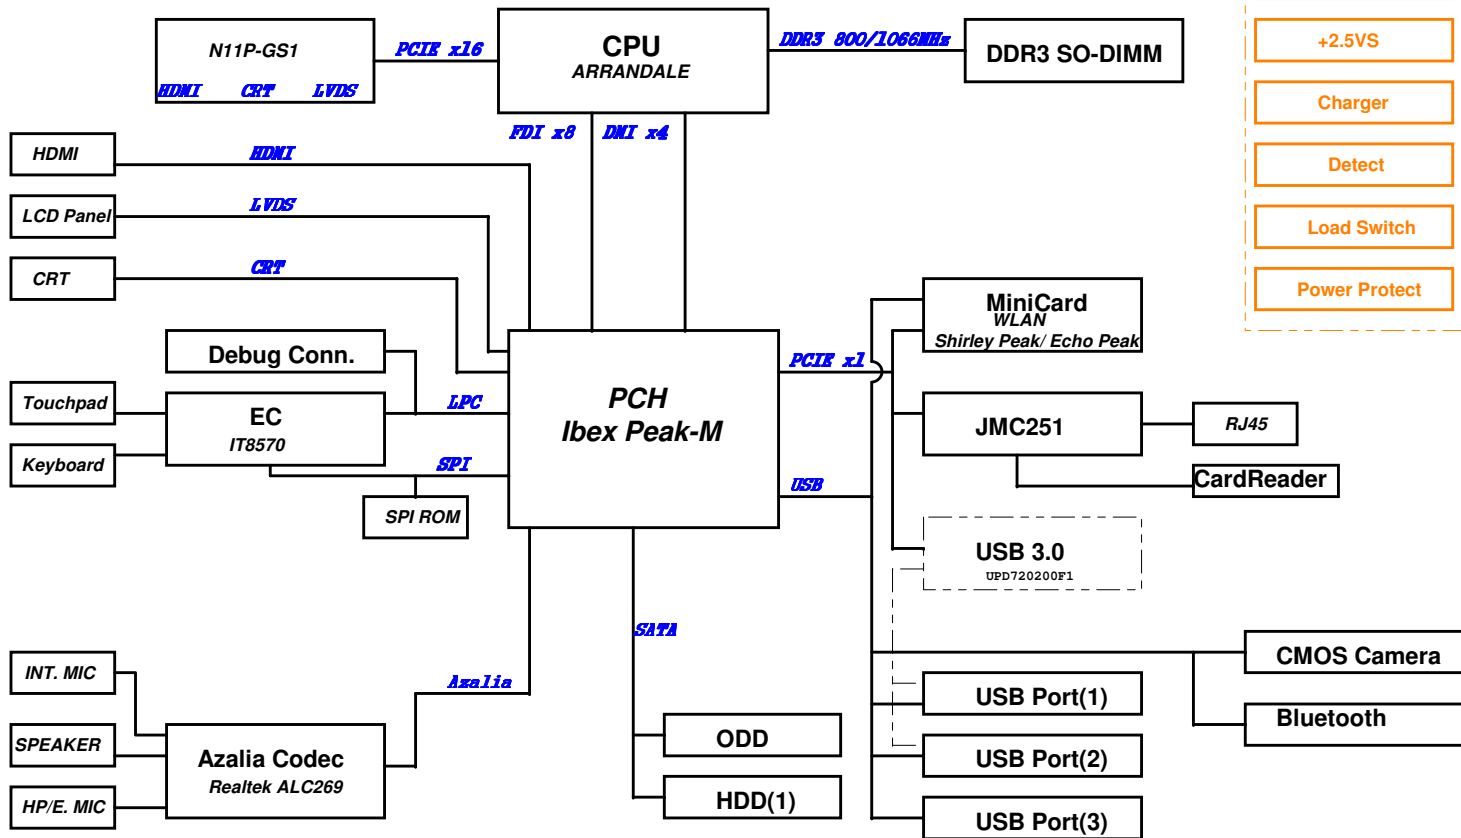 N11P-GS1
HDMI CRT LVDS
PCIE x16
CPU
ARRANDALE
DDR3 800/1066MHz
DDR3 SO-DIMM
+2.5VS
Charger
Detect
Load Switch
Power Protect
FDI x8
DMI x4
HDMI
HDMI
LCD Panel
LVDS
CRT
CRT
Debug Conn.
Touchpad
Keyboard
EC
IT8570
LPC
SPI
SPI ROM
PCH
Ibex Peak-M
PCIE x1
USB
MiniCard
WLAN
Shirley Peak/ Echo Peak
JMC251
RJ45
CardReader
USB 3.0
UPD720200F1
SATA
Azalia
INT. MIC
SPEAKER
HP/E. MIC
Azalia Codec
Realtek ALC269
ODD
HDD(1)
USB Port(1)
USB Port(2)
USB Port(3)
CMOS Camera
Bluetooth